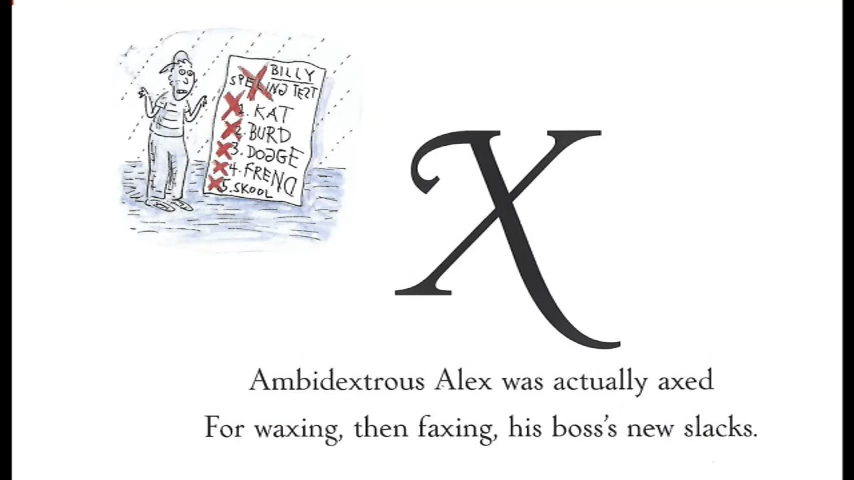 BILLY
SPELLING TEST
1. KAT
2. BURD
3. DOGGE
4. FREND
5. SKOOL
X
Ambidextrous Alex was actually axed
For waxing, then faxing, his boss's new slacks.